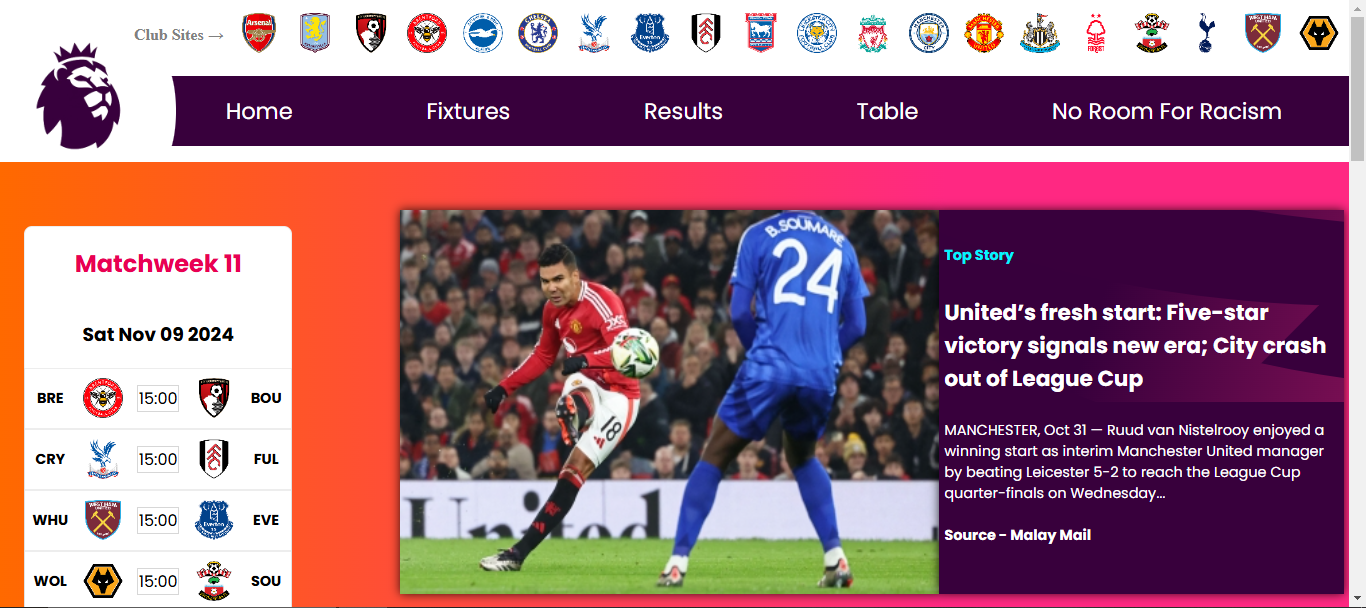 Club Sites →
Home
Fixtures
Results
Table
No Room For Racism
Matchweek 11
Sat Nov 09 2024
BRE 15:00 BOU
CRY 15:00 FUL
WHU 15:00 EVE
WOL 15:00 SOU
B.SOUMARE
24
18
United
Top Story
United’s fresh start: Five-star
victory signals new era; City crash
out of League Cup
MANCHESTER, Oct 31 — Ruud van Nistelrooy enjoyed a
winning start as interim Manchester United manager
by beating Leicester 5-2 to reach the League Cup
quarter-finals on Wednesday...
Source - Malay Mail